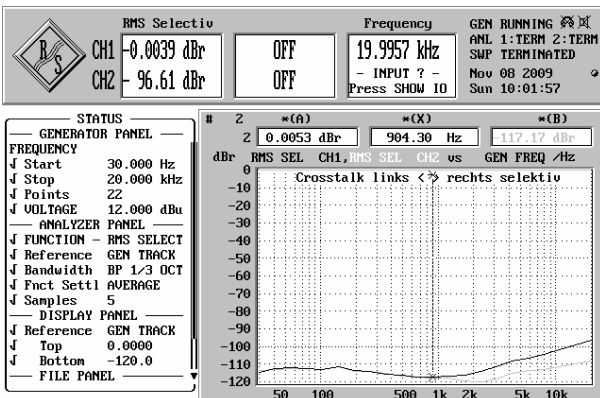 RMS Selectiv
Frequency
R S
CH1 -0.0039 dBr
CH2 - 96.61 dBr
OFF
OFF
19.9957 kHz
- INPUT ? -
Press SHOW IO
GEN RUNNING
ANL 1:TERM 2:TERM
SWP TERMINATED
Nov 08 2009
Sun 10:01:57
STATUS
GENERATOR PANEL
FREQUENCY
√ Start 30.000 Hz
√ Stop 20.000 kHz
√ Points 22
√ VOLTAGE 12.000 dBu
ANALYZER PANEL
√ FUNCTION - RMS SELECT
√ Reference GEN TRACK
√ Bandwidth BP 1/3 OCT
√ Fnct Settl AVERAGE
√ Samples 5
DISPLAY PANEL
√ Reference GEN TRACK
√ Top 0.0000
√ Bottom -120.0
FILE PANEL
# 2 *(A) *(X) *(B)
2 0.0053 dBr 904.30 Hz -117.17 dBr
dBr RMS SEL CH1,RMS SEL CH2 vs GEN FREQ /Hz
Crosstalk links <-> rechts selektiv
0
-10
-20
-30
-40
-50
-60
-70
-80
-90
-100
-110
-120
50 100 500 1k 2k 5k 10k